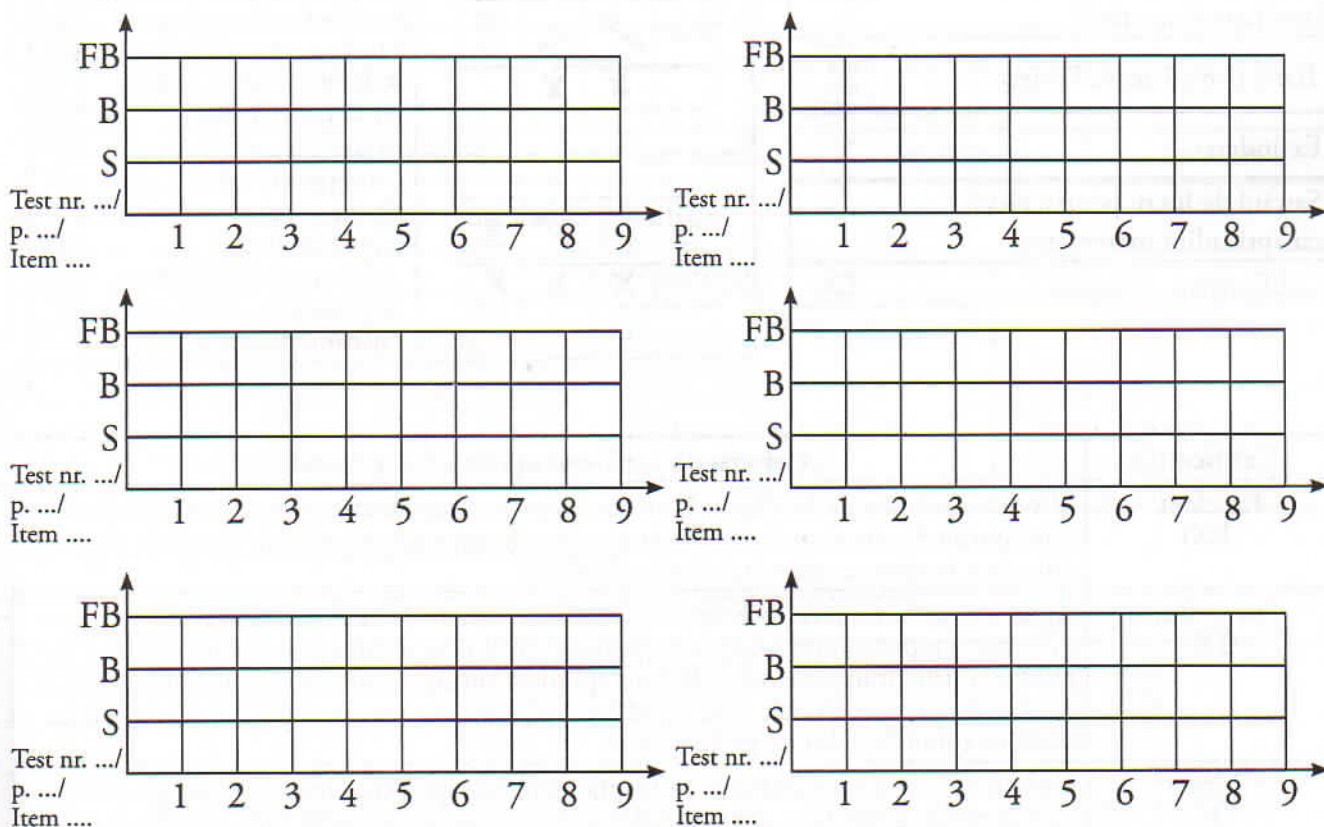 FB
B
S
Test nr. .../
p. .../
Item ....
1 2 3 4 5 6 7 8 9
FB
B
S
Test nr. .../
p. .../
Item ....
1 2 3 4 5 6 7 8 9
FB
B
S
Test nr. .../
p. .../
Item ....
1 2 3 4 5 6 7 8 9
FB
B
S
Test nr. .../
p. .../
Item ....
1 2 3 4 5 6 7 8 9
FB
B
S
Test nr. .../
p. .../
Item ....
1 2 3 4 5 6 7 8 9
FB
B
S
Test nr. .../
p. .../
Item ....
1 2 3 4 5 6 7 8 9